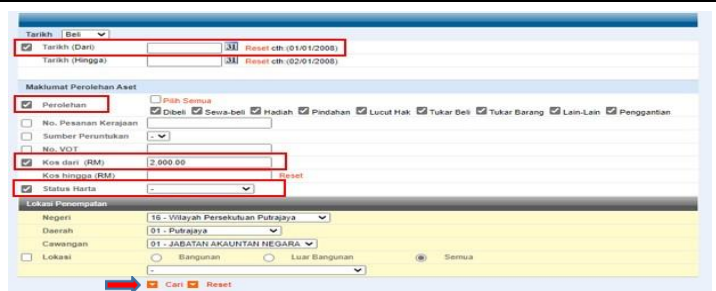 Tarikh Beli
Tarikh (Dari) 31 Reset cth (01/01/2008)
Tarikh (Hingga) 31 Reset cth (02/01/2008)
Maklumat Perolehan Aset
Pilih Semua
Perolehan Dibeli Sewa-beli Hadiah Pindahan Lucut Hak Tukar Beli Tukar Barang Lain-Lain Penggantian
No. Pesanan Kerajaan
Sumber Peruntukan -
No. VOT
Kos dari (RM) 2,000.00
Kos hingga (RM) Reset
Status Harta -
Lokasi Penempatan
Negeri 16 - Wilayah Persekutuan Putrajaya
Daerah 01 - Putrajaya
Cawangan 01 - JABATAN AKAUNTAN NEGARA
Lokasi Bangunan Luar Bangunan Semua
-
Cari Reset